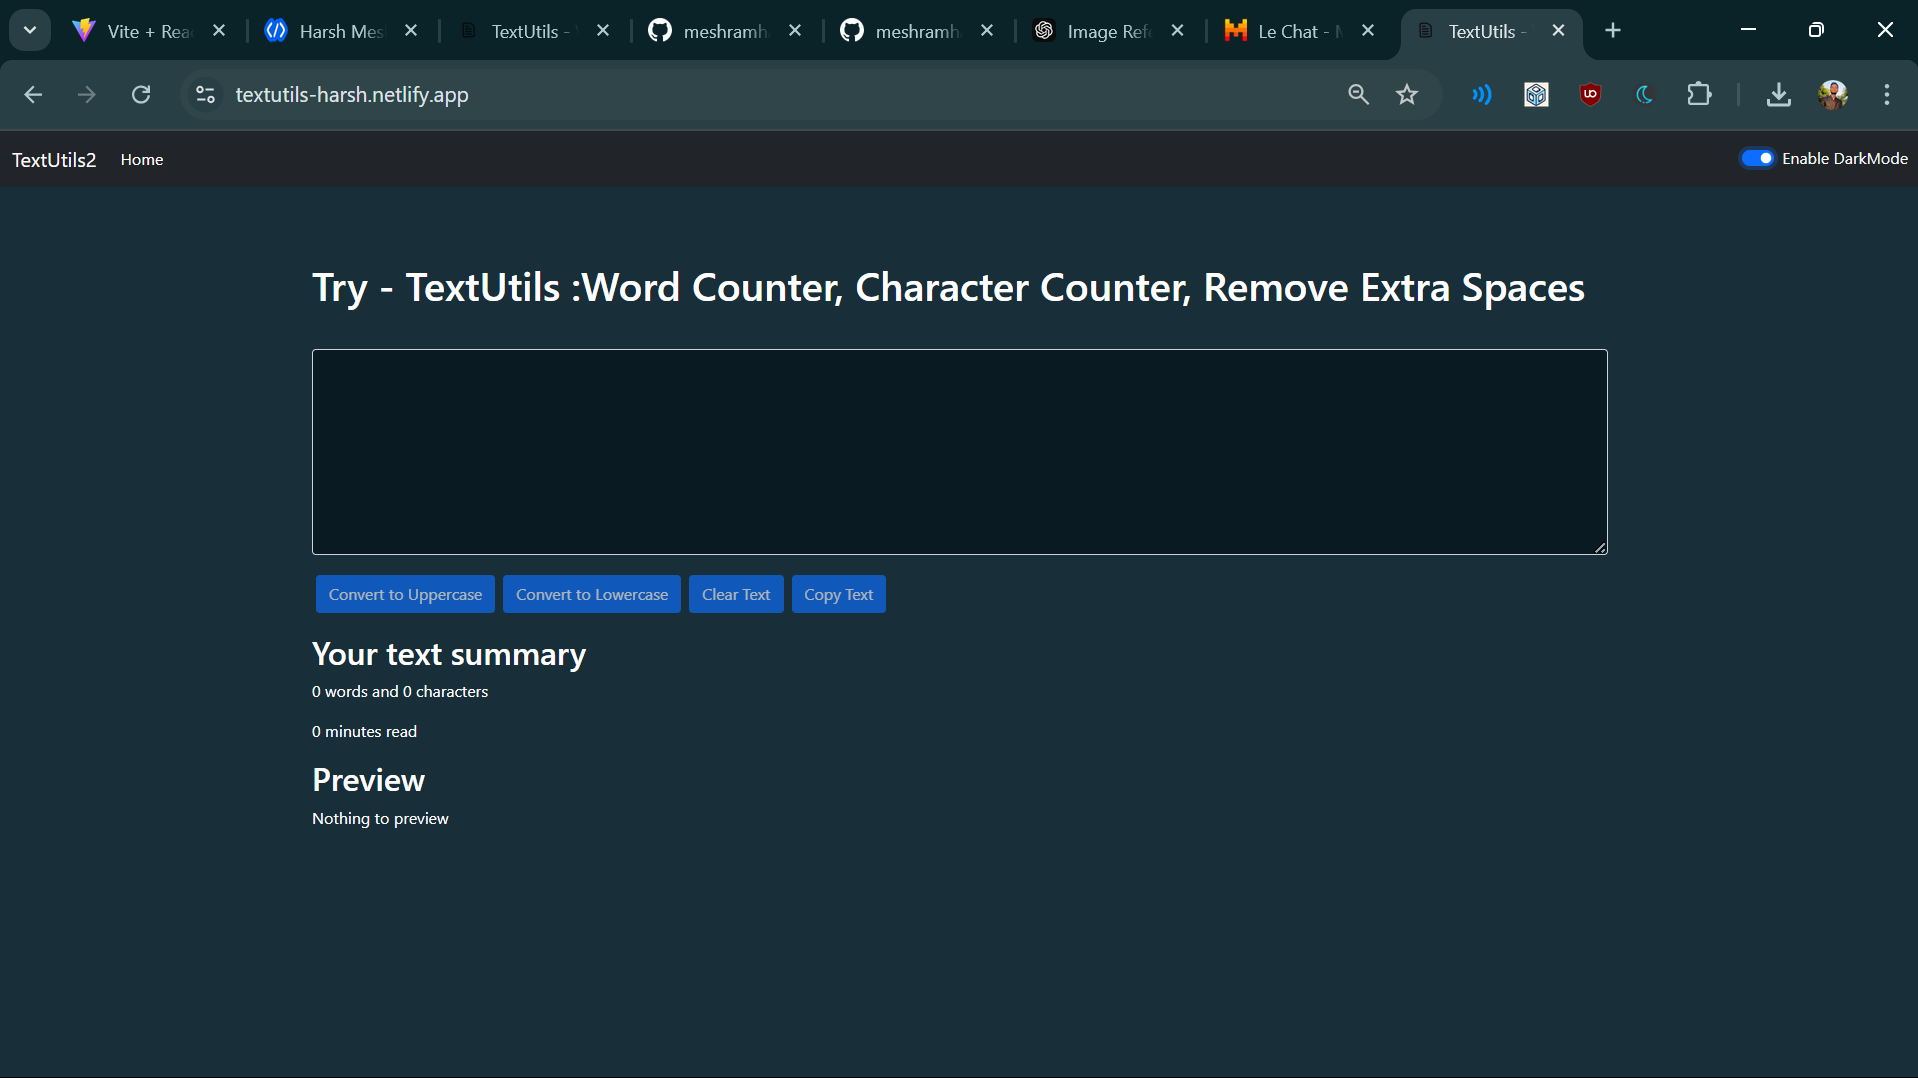 Vite + Rea
Harsh Mes
TextUtils -
meshramh
meshramh
Image Refe
Le Chat -
TextUtils -
textutils-harsh.netlify.app
TextUtils2
Home
Enable DarkMode
Try - TextUtils :Word Counter, Character Counter, Remove Extra Spaces
Convert to Uppercase
Convert to Lowercase
Clear Text
Copy Text
Your text summary
0 words and 0 characters
0 minutes read
Preview
Nothing to preview